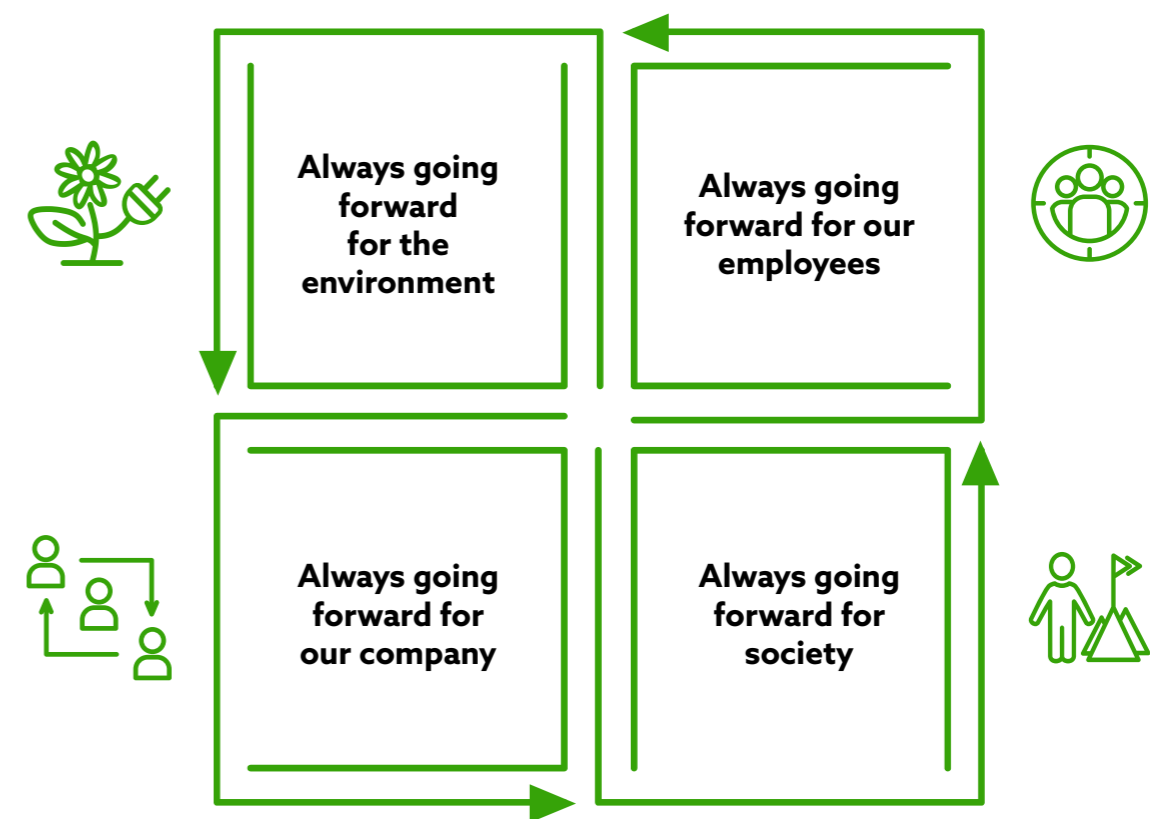 Always going
forward
for the
environment
Always going
forward for our
employees
Always going
forward for
our company
Always going
forward for
society